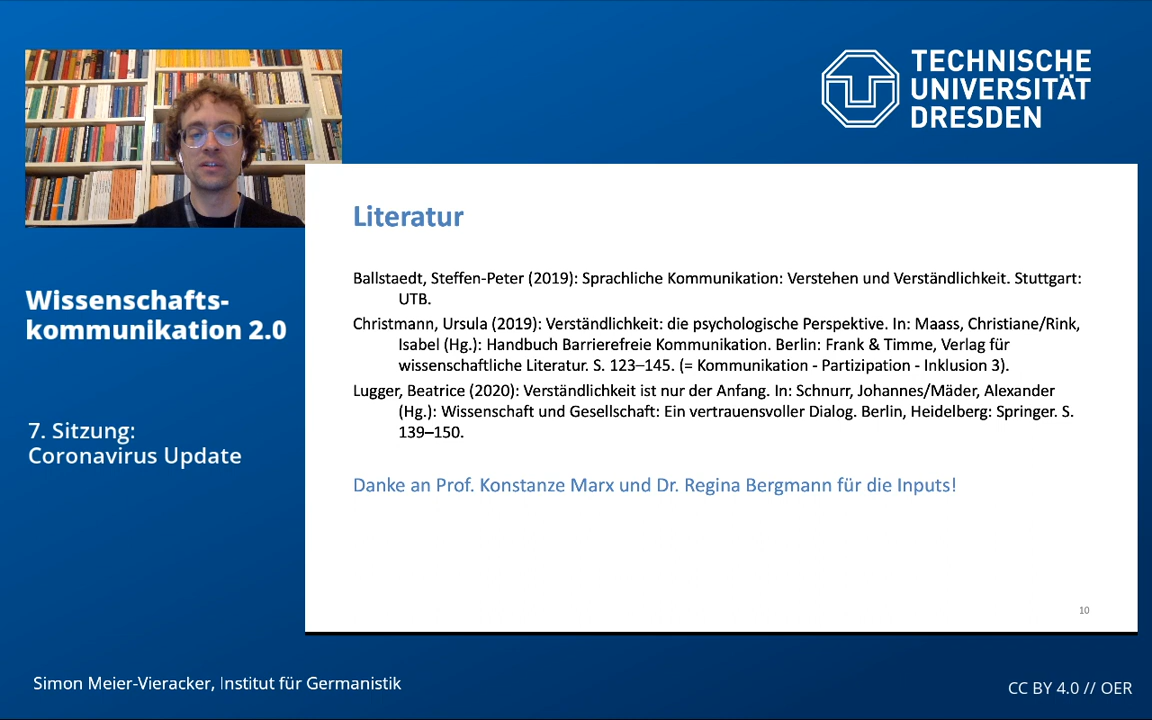 TECHNISCHE
UNIVERSITÄT
DRESDEN
Wissenschafts-
kommunikation 2.0
7. Sitzung:
Coronavirus Update
Literatur
Ballstaedt, Steffen-Peter (2019): Sprachliche Kommunikation: Verstehen und Verständlichkeit. Stuttgart:
UTB.
Christmann, Ursula (2019): Verständlichkeit: die psychologische Perspektive. In: Maass, Christiane/Rink,
Isabel (Hg.): Handbuch Barrierefreie Kommunikation. Berlin: Frank & Timme, Verlag für
wissenschaftliche Literatur. S. 123–145. (= Kommunikation - Partizipation - Inklusion 3).
Lugger, Beatrice (2020): Verständlichkeit ist nur der Anfang. In: Schnurr, Johannes/Mäder, Alexander
(Hg.): Wissenschaft und Gesellschaft: Ein vertrauensvoller Dialog. Berlin, Heidelberg: Springer. S.
139–150.
Danke an Prof. Konstanze Marx und Dr. Regina Bergmann für die Inputs!
10
Simon Meier-Vieracker, Institut für Germanistik
CC BY 4.0 // OER